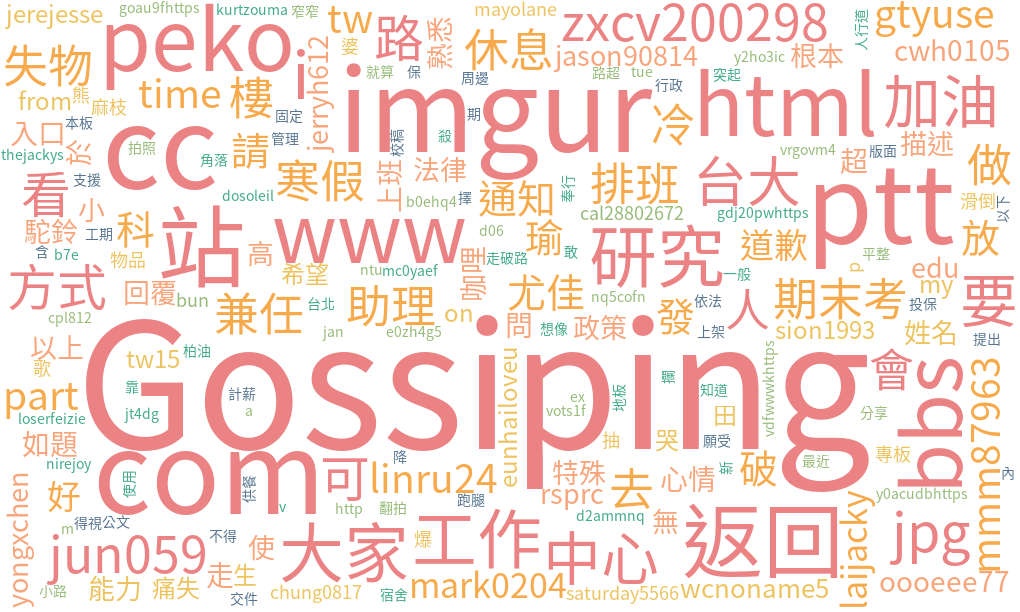 jerejesse
goau9fhttps
kurtzouma
窄窄
tw
婆
路
熟悉
mayolane
zxcv200298
人行道
gtyuse
失物
peko
i
jerryh612
就算
保
休息
jason90814
y2ho3ic
根本
cwh0105
周邊
路超
tue
行政
突起
from
熊
麻枝
time
樓
imgur
html
加油
期
固定
本板
入口
拍照
cc
請
管理
校稿
殺
冷
vrgovm4
超
版面
描述
thejackys
於
角落
寒假
上班
法律
做
看
支援
dosoleil
b0ehq4
擇
通知
奉行
排班
台大
ptt
滑倒
以下
小
駝鈴
工期
科
站
www
d06
瑜
cal28802672
gdj20pwhttps
放
含
b7e
物品
高
希望
ntu
mc0yaef
咖哩
走破路
敢
研究
道歉
一般
p
平整
edu
my
方式
回覆
bun
兼任
台北
助理
on
尤佳
nq5cofn
發
依法
人
期末考
投保
要
cpl812
jan
e0zh4g5
問
想像
政策
上架
sion1993
姓名
提出
以上
歌
tw15
柏油
Gossiping
會
bbs
part
靠
計薪
a
eunhailoveu
ex
vots1f
地板
知道
vdfwwwkhttps
田
分享
mmm87963
loserfeizie
jt4dg
如題
抽
哭
願受
專板
nirejoy
使用
com
供餐
可
降
linru24
特殊
心情
新
破
最近
內
yongxchen
好
v
http
翻拍
跑腿
rsprc
去
y0acudbhttps
m
得視公文
不得
d2ammnq
無
laijacky
jun059
使
大家
爆
工作
中心
返回
jpg
小路
能力
痛失
走
生
交件
chung0817
宿舍
mark0204
saturday5566
wcnoname5
oooeee77